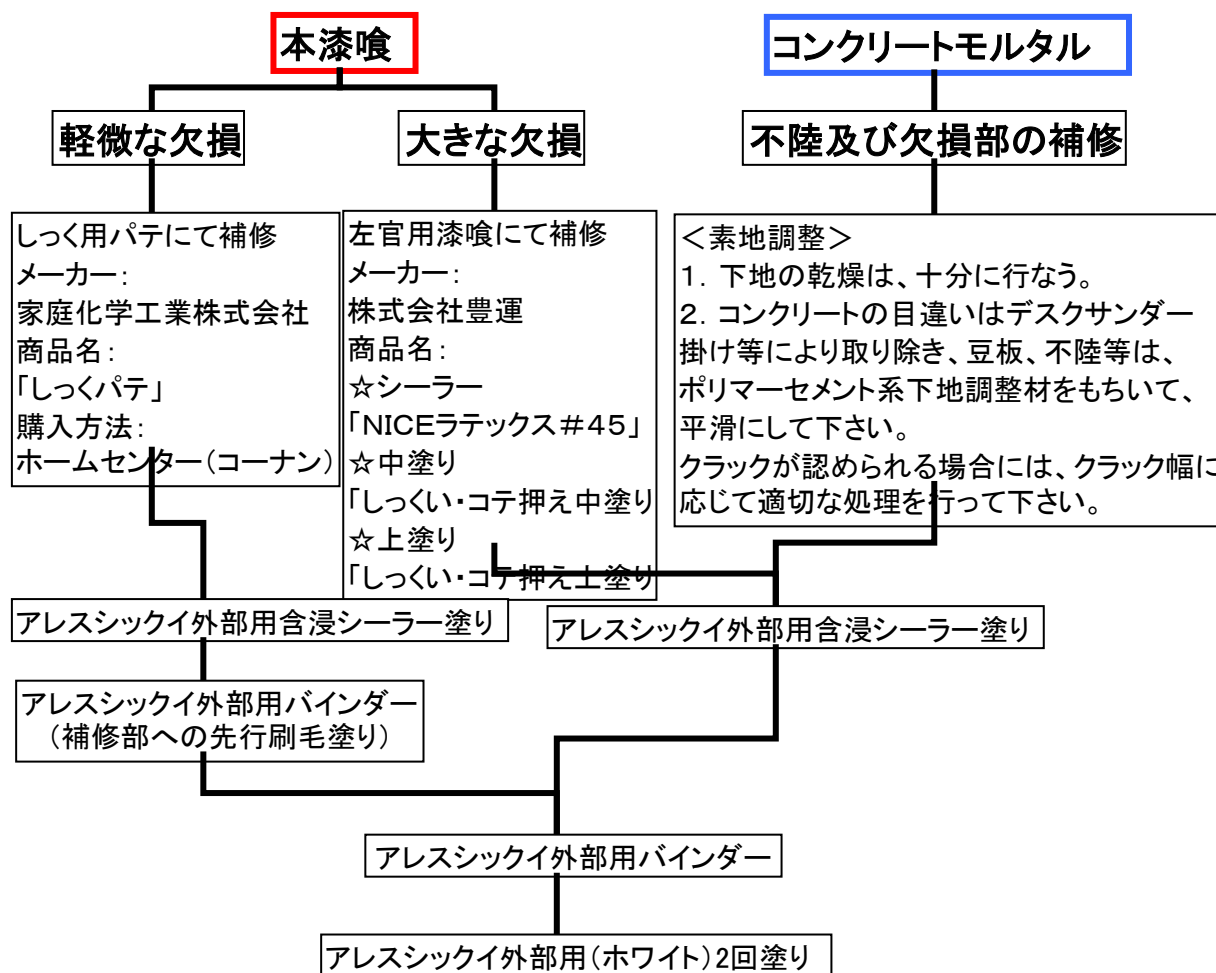 本漆喰
コンクリートモルタル
軽微な欠損
大きな欠損
不陸及び欠損部の補修
しっく用パテにて補修
メーカー：
家庭化学工業株式会社
商品名：
「しっくパテ」
購入方法：
ホームセンター（コーナン）
左官用漆喰にて補修
メーカー：
株式会社豊運
商品名：
☆シーラー
「NICEラテックス＃４５」
☆中塗り
「しっくい・コテ押え中塗り
☆上塗り
「しっくい・コテ押え上塗り
＜素地調整＞
１．下地の乾燥は、十分に行なう。
２．コンクリートの目違いはデスクサンダー
掛け等により取り除き、豆板、不陸等は、
ポリマーセメント系下地調整材をもちいて、
平滑にして下さい。
クラックが認められる場合には、クラック幅に
応じて適切な処理を行って下さい。
アレスシックイ外部用含浸シーラー塗り
アレスシックイ外部用含浸シーラー塗り
アレスシックイ外部用バインダー
（補修部への先行刷毛塗り）
アレスシックイ外部用バインダー
アレスシックイ外部用（ホワイト）2回塗り